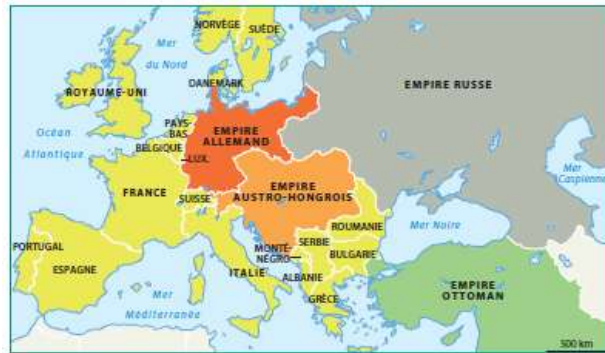 NORVÈGE
SUÈDE
Mer
du Nord
DANEMARK
ROYAUME-UNI
EMPIRE RUSSE
PAYS-
BAS
EMPIRE
ALLEMAND
Océan
Atlantique
BELGIQUE
LUX.
Mer
Caspienne
FRANCE
SUISSE
EMPIRE
AUSTRO-HONGROIS
ROUMANIE
Mer Noire
MONTÉ-
NÉGRO
SERBIE
BULGARIE
PORTUGAL
ESPAGNE
ITALIE
ALBANIE
EMPIRE
OTTOMAN
Mer
Méditerranée
GRÈCE
500 km